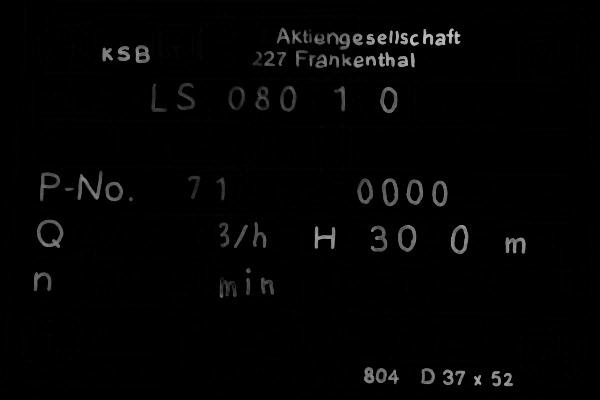 KSB Aktiengesellschaft
227 Frankenthal
LS 080 1 0
P-No. 71 0000
Q 3/h H 30 0 m
n min
804 D 37 x 52